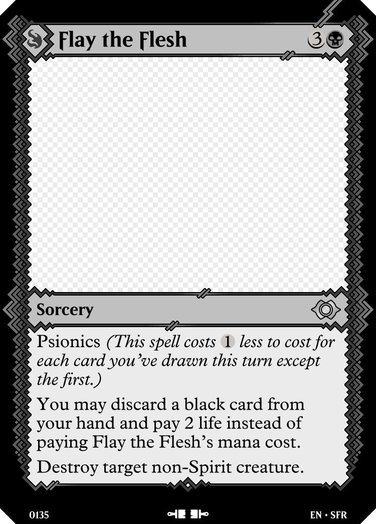 Flay the Flesh 3
Sorcery
Psionics (This spell costs 1 less to cost for
each card you've drawn this turn except
the first.)
You may discard a black card from
your hand and pay 2 life instead of
paying Flay the Flesh's mana cost.
Destroy target non-Spirit creature.
0135 EN • SFR